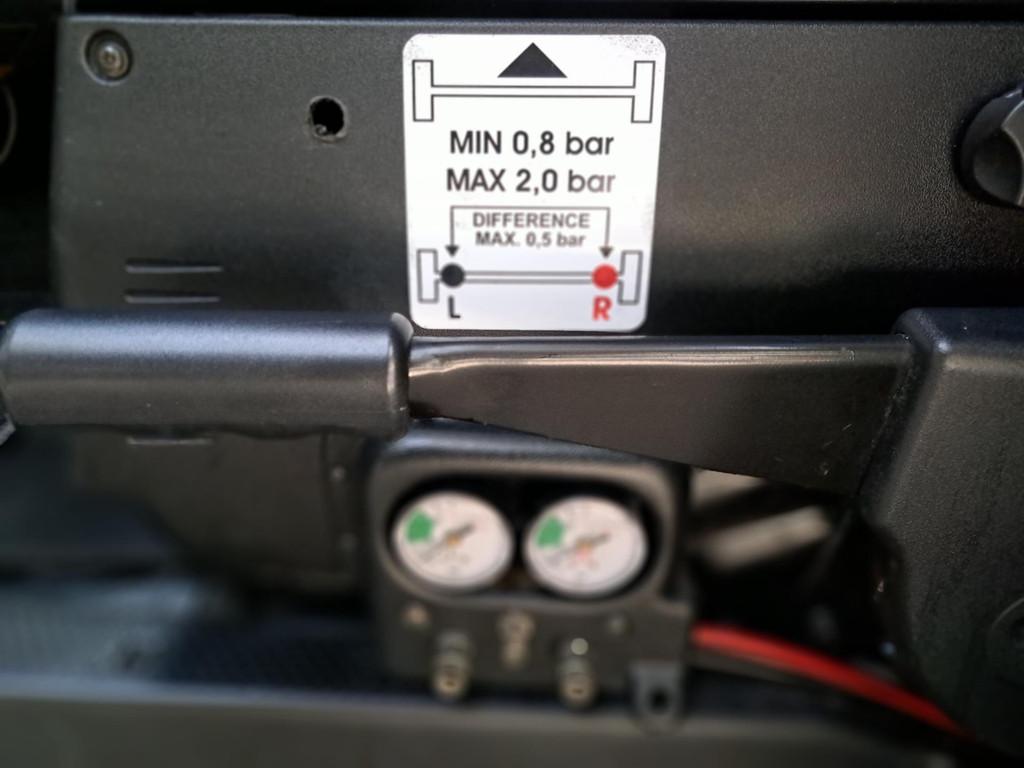 MIN 0,8 bar
MAX 2,0 bar
DIFFERENCE
MAX. 0,5 bar
L R